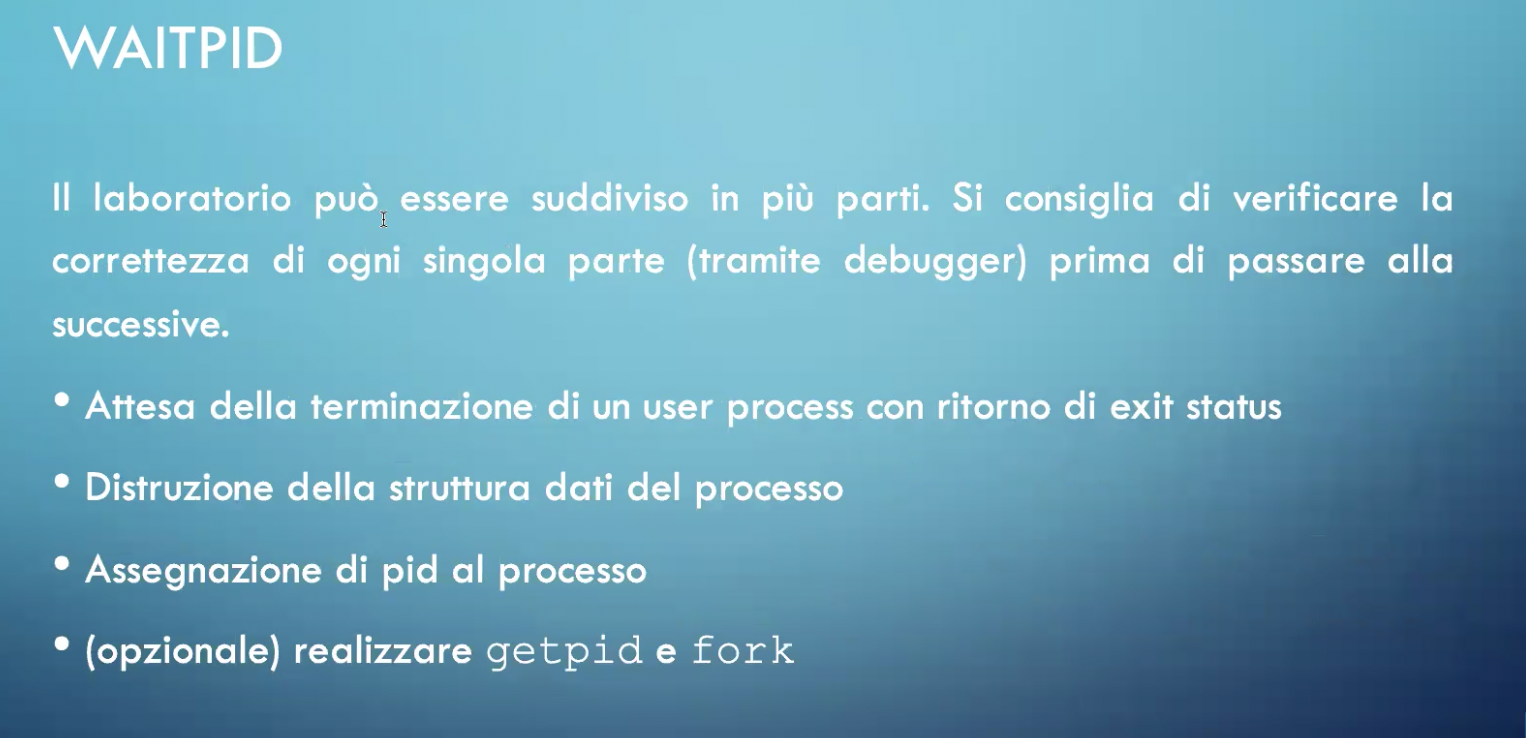 WAITPID
Il laboratorio può essere suddiviso in più parti. Si consiglia di verificare la
correttezza di ogni singola parte (tramite debugger) prima di passare alla
successive.
• Attesa della terminazione di un user process con ritorno di exit status
• Distruzione della struttura dati del processo
• Assegnazione di pid al processo
• (opzionale) realizzare getpid e fork